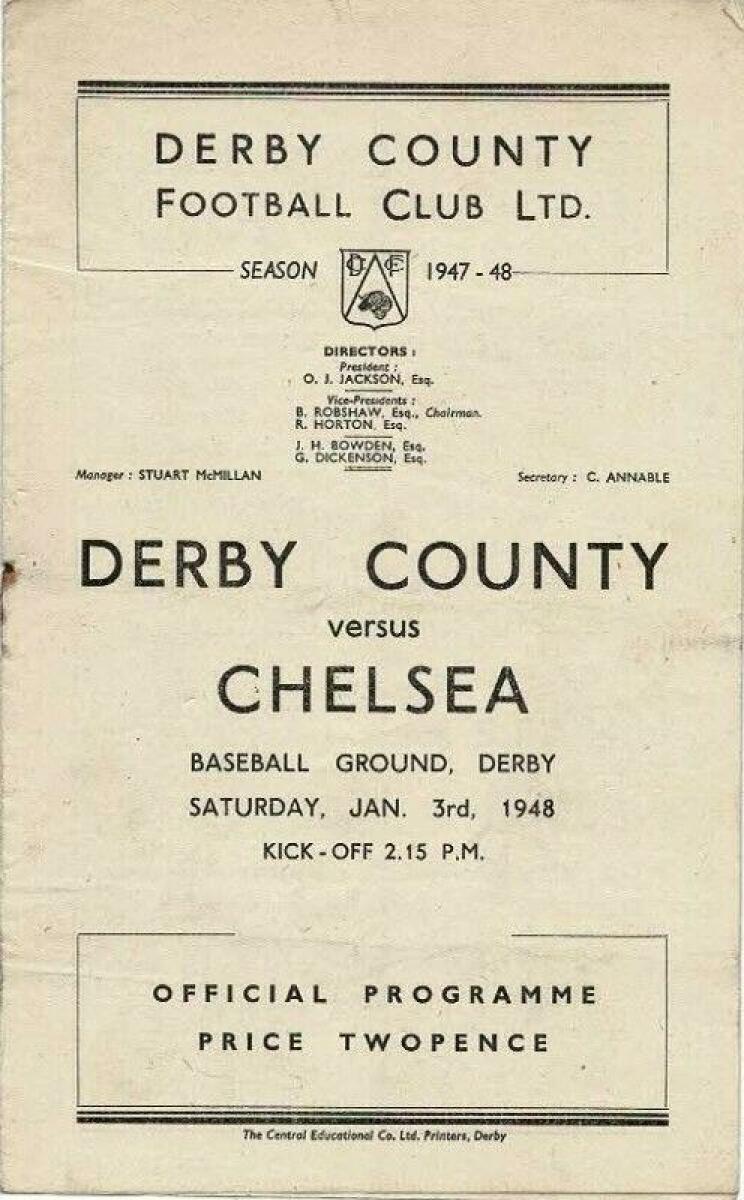 DERBY COUNTY
FOOTBALL CLUB LTD.
SEASON DCFC 1947 - 48
DIRECTORS :
President :
O. J. JACKSON, Esq.
Vice-Presidents :
B. ROBSHAW, Esq., Chairman.
R. HORTON, Esq.
J. H. BOWDEN, Esq.
G. DICKENSON, Esq.
Manager : STUART McMILLAN Secretary : C. ANNABLE
DERBY COUNTY
versus
CHELSEA
BASEBALL GROUND, DERBY
SATURDAY, JAN. 3rd, 1948
KICK - OFF 2.15 P.M.
OFFICIAL PROGRAMME
PRICE TWOPENCE
The Central Educational Co. Ltd. Printers, Derby